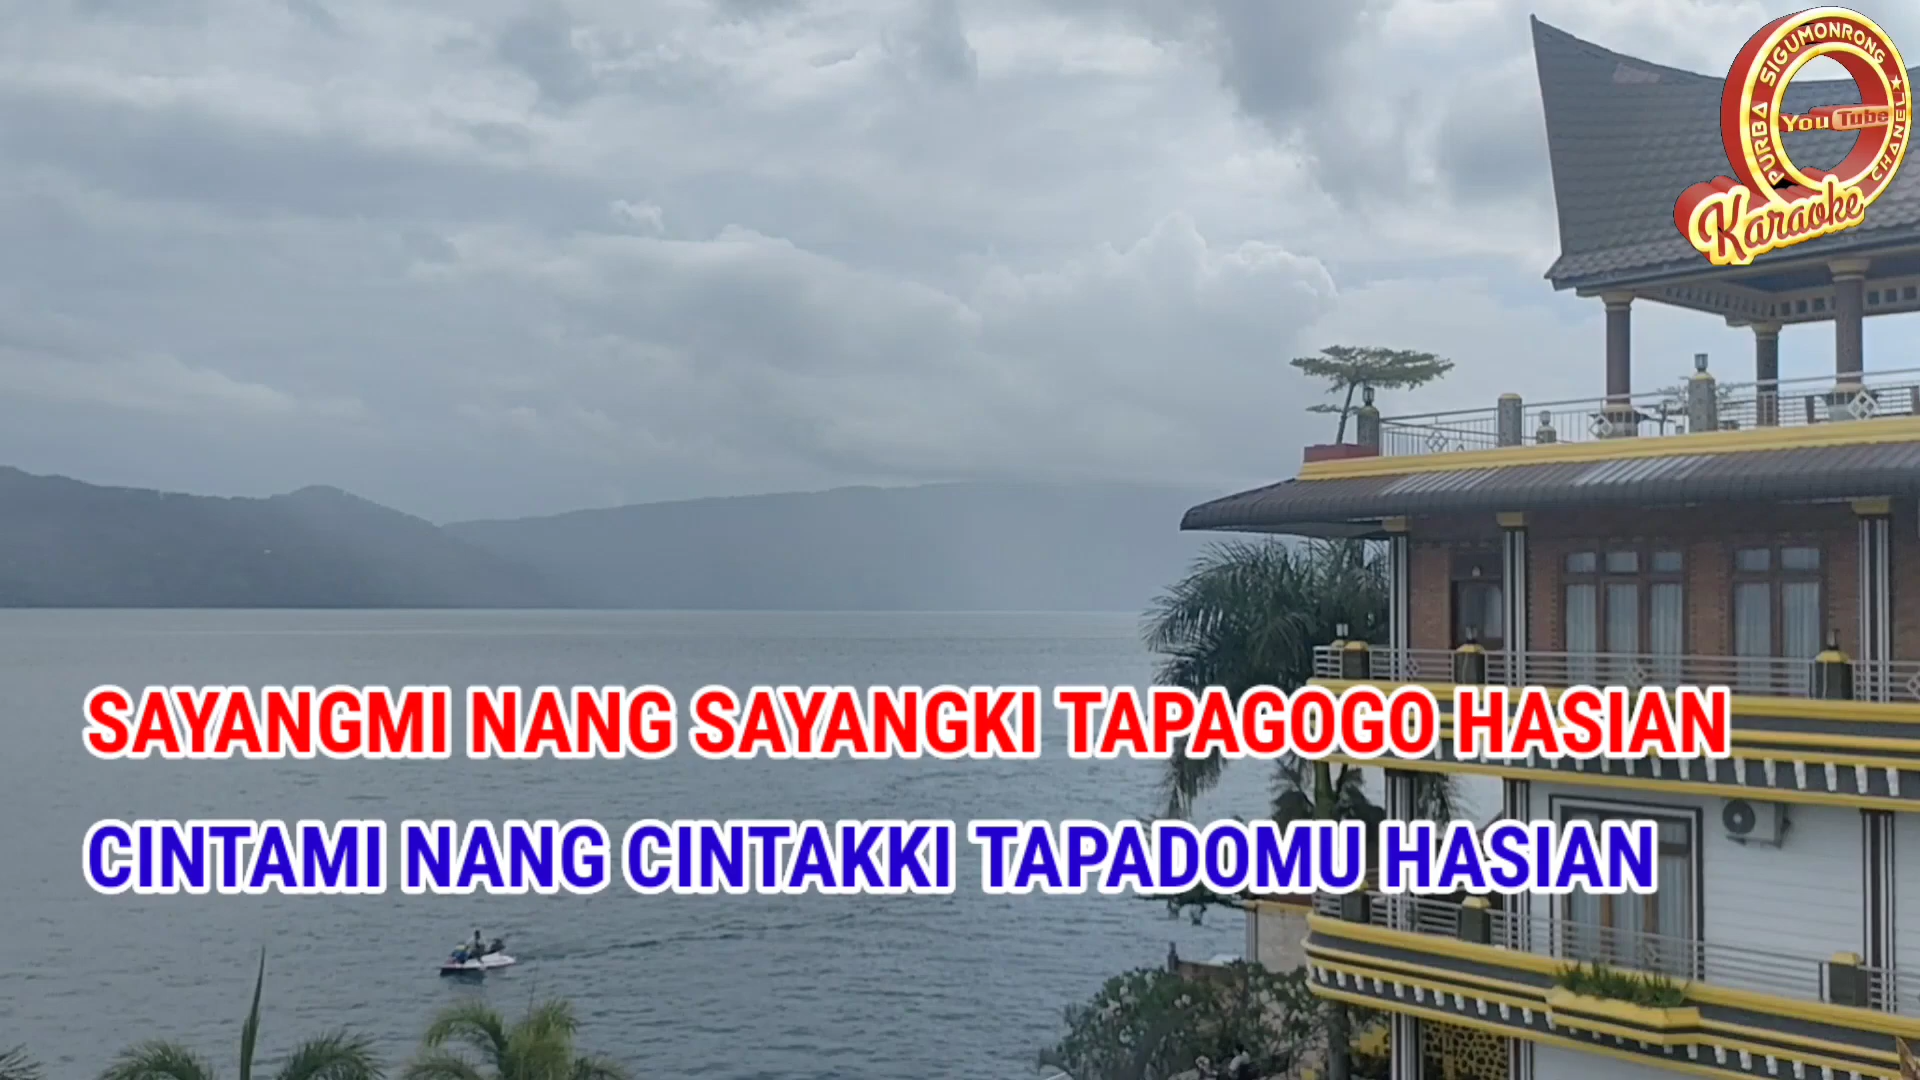 PURBA SIGUMONRONG CHANEL
YouTube
Karaoke
SAYANGMI NANG SAYANGKI TAPAGOGO HASIAN
CINTAMI NANG CINTAKKI TAPADOMU HASIAN